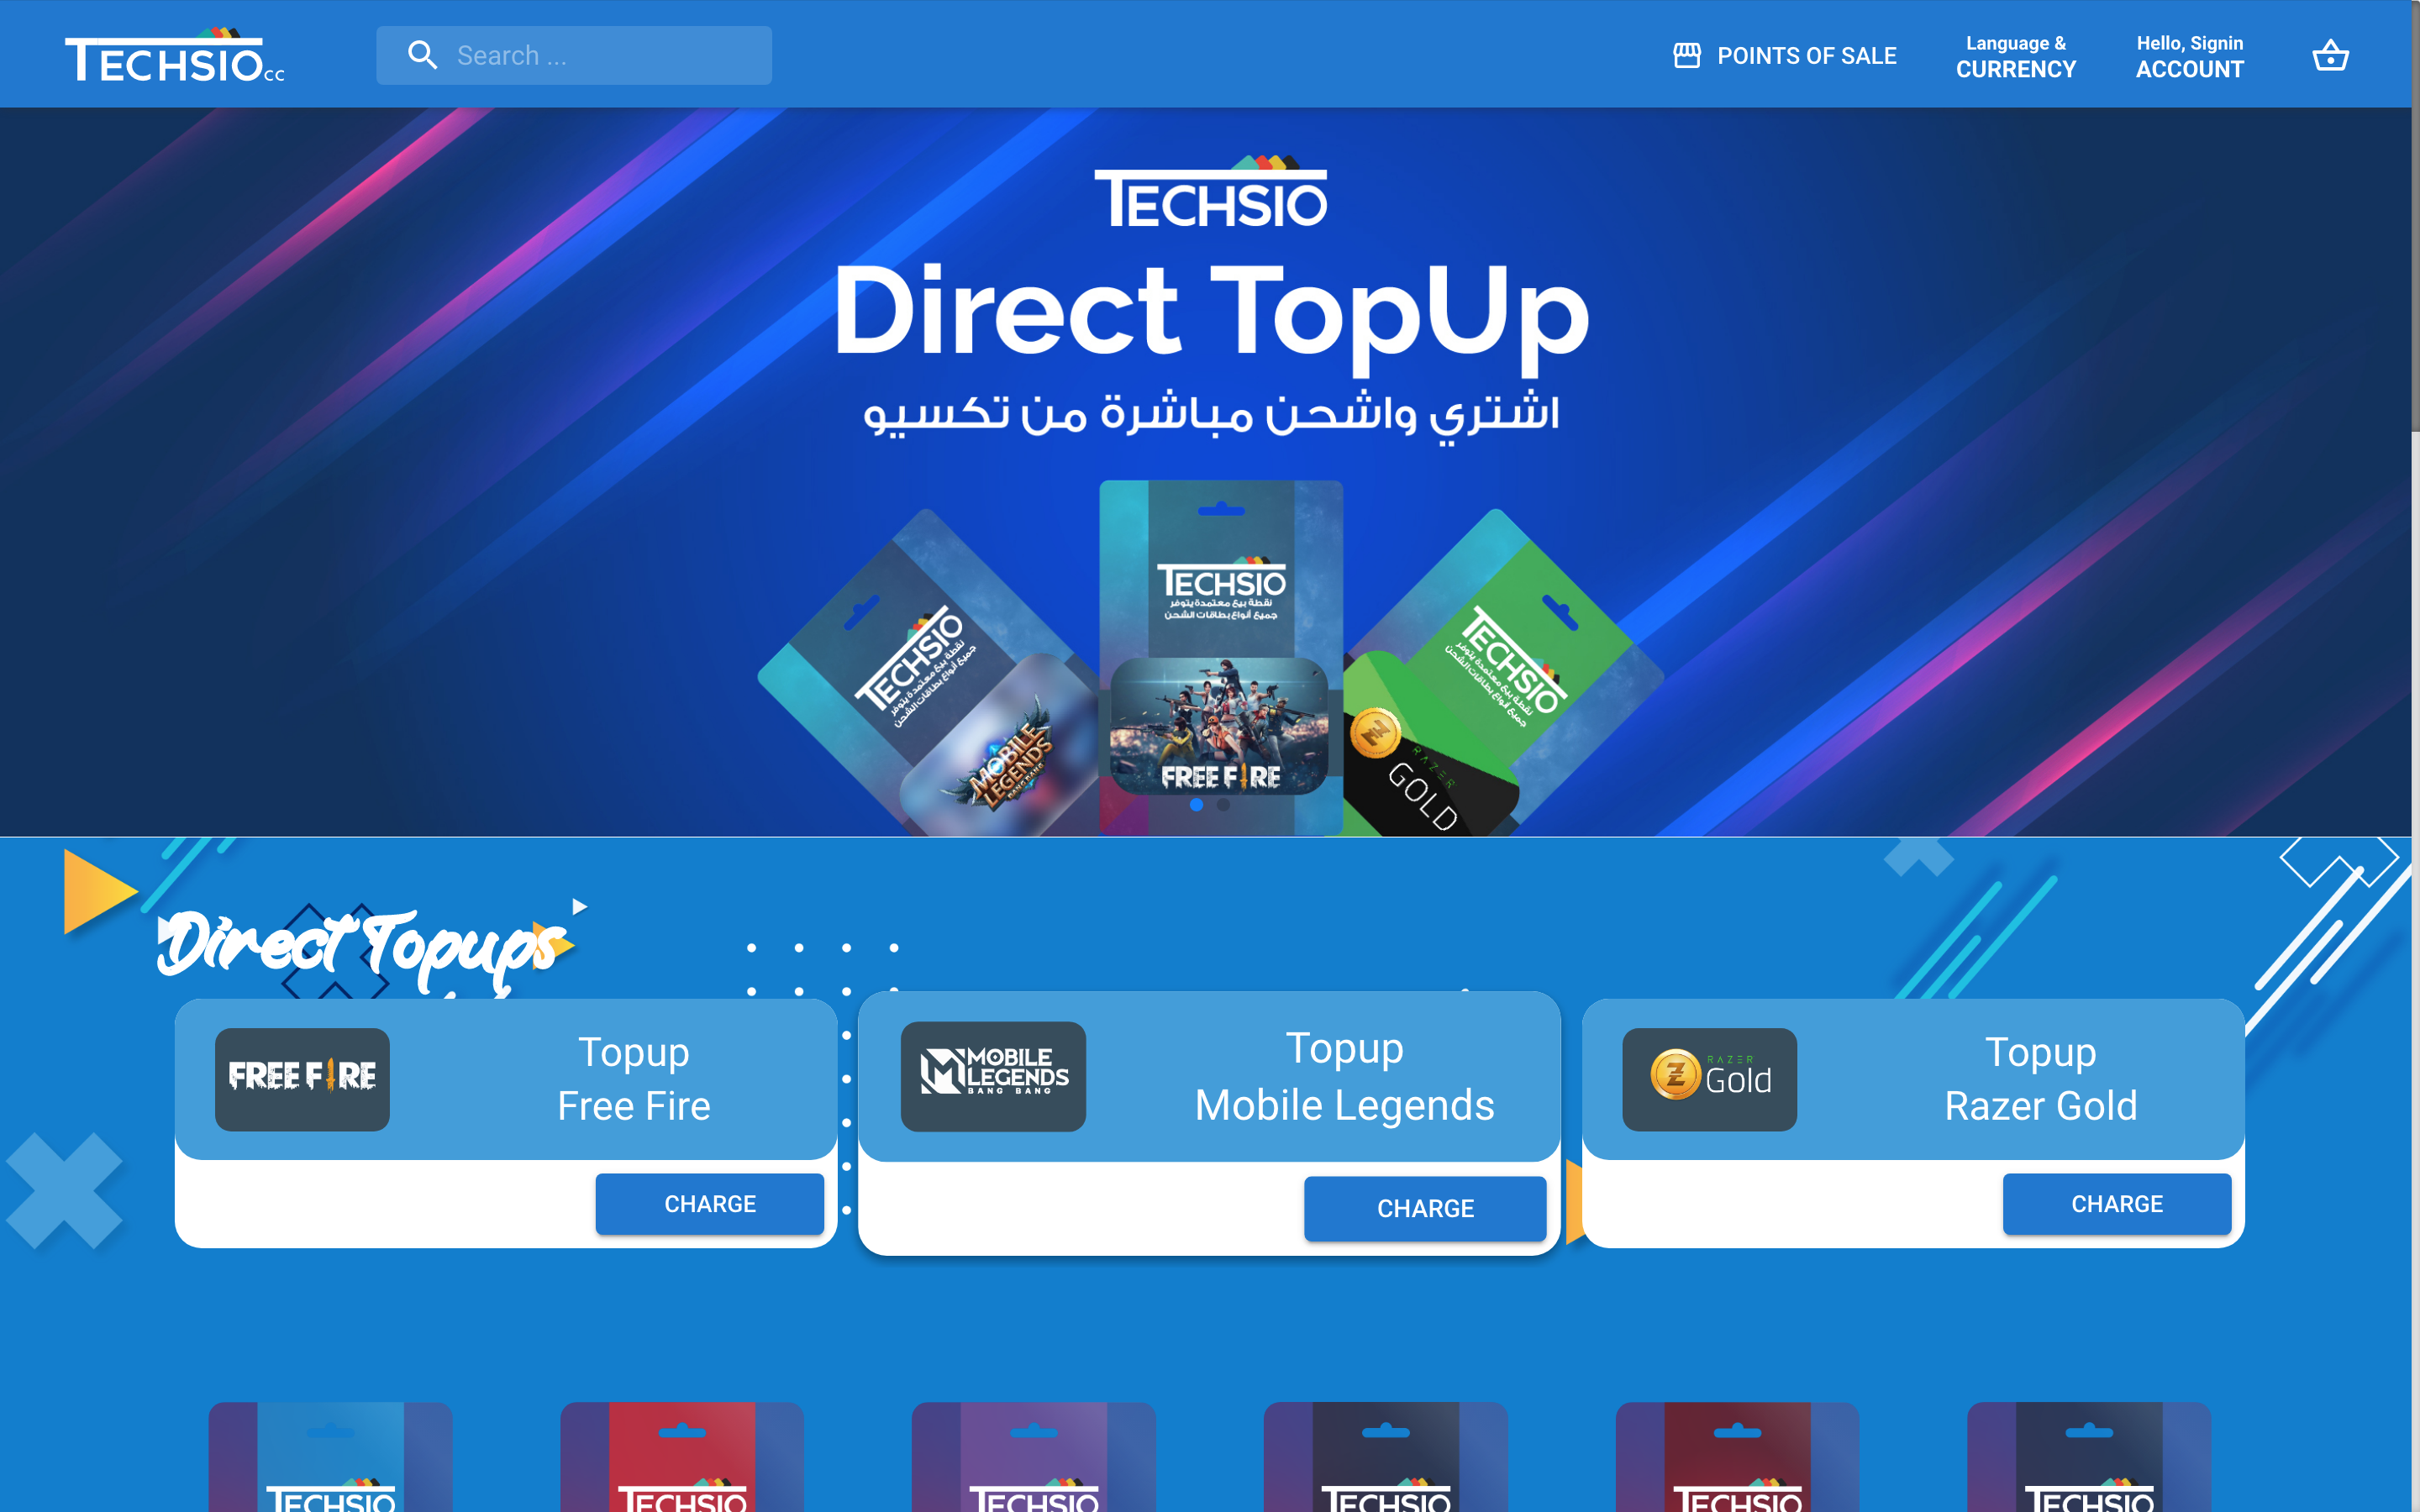 TECHSIOCC
Search ...
POINTS OF SALE
Language &
CURRENCY
Hello, Signin
ACCOUNT
TECHSIO
Direct TopUp
اشتري واشحن مباشرة من تكسيو
TECHSIO
نقطة بيع معتمدة يتوفر
جميع أنواع بطاقات الشحن
MOBILE
LEGENDS
BANG BANG
TECHSIO
نقطة بيع معتمدة يتوفر
جميع أنواع بطاقات الشحن
FREE FIRE
TECHSIO
نقطة بيع معتمدة يتوفر
جميع أنواع بطاقات الشحن
RAZER
GOLD
Direct Topups
FREE FIRE
Topup
Free Fire
CHARGE
MOBILE
LEGENDS
BANG BANG
Topup
Mobile Legends
CHARGE
RAZER
Gold
Topup
Razer Gold
CHARGE
TECHSIO
TECHSIO
TECHSIO
TECHSIO
TECHSIO
TECHSIO